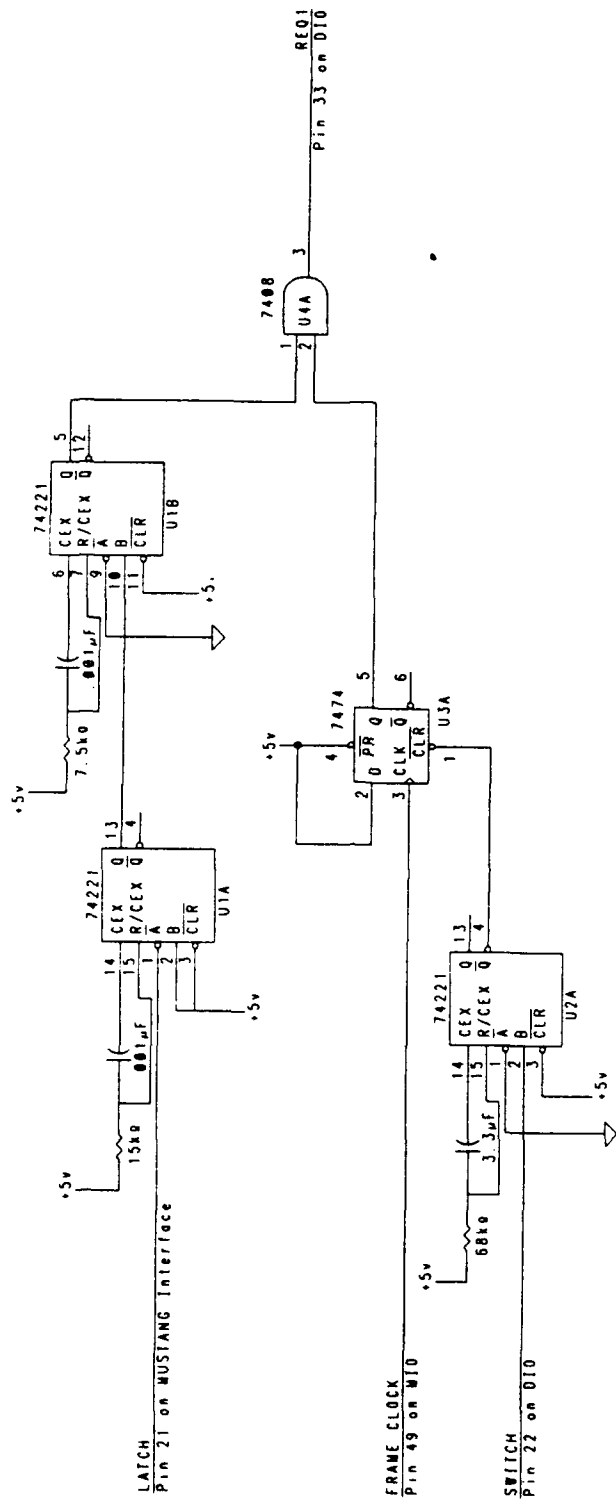 LATCH
Pin 21 on MUSTANG Interface
+5v
15kΩ
001µF
14
15
1
2
3
+5v
74221
CEX
R/CEX
A
B
CLR
Q
Q
13
4
U1A
+5v
7.5kΩ
001µF
6
7
9
10
11
+5.
74221
CEX
R/CEX
A
B
CLR
Q
Q
5
12
U1B
7408
1
2
U4A
3
REQ1
Pin 33 on DIO
FRAME CLOCK
Pin 49 on MIO
+5v
4
2
3
1
7474
PR
D
Q
CLK
Q
CLR
5
6
U3A
SWITCH
Pin 22 on DIO
+5v
68kΩ
3.3µF
14
15
1
2
3
+5v
74221
CEX
R/CEX
A
B
CLR
Q
Q
13
4
U2A